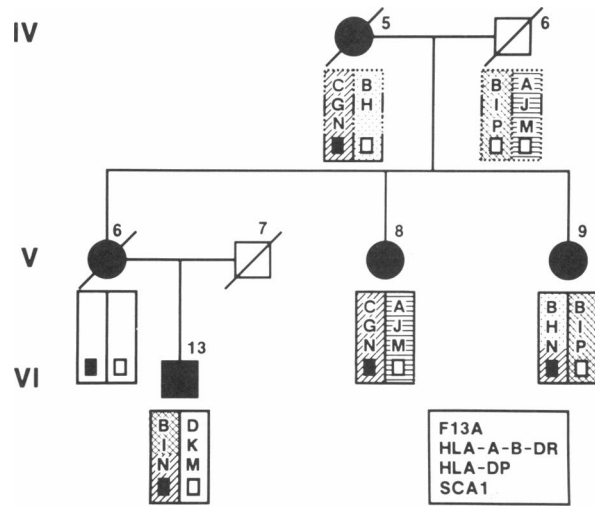 IV 5 6
C B B A
G H I J
N P M
V 6 7 8 9
C A B B
G J H I
N M N P
VI 13
B D
I K
N M
F13A
HLA-A-B-DR
HLA-DP
SCA1